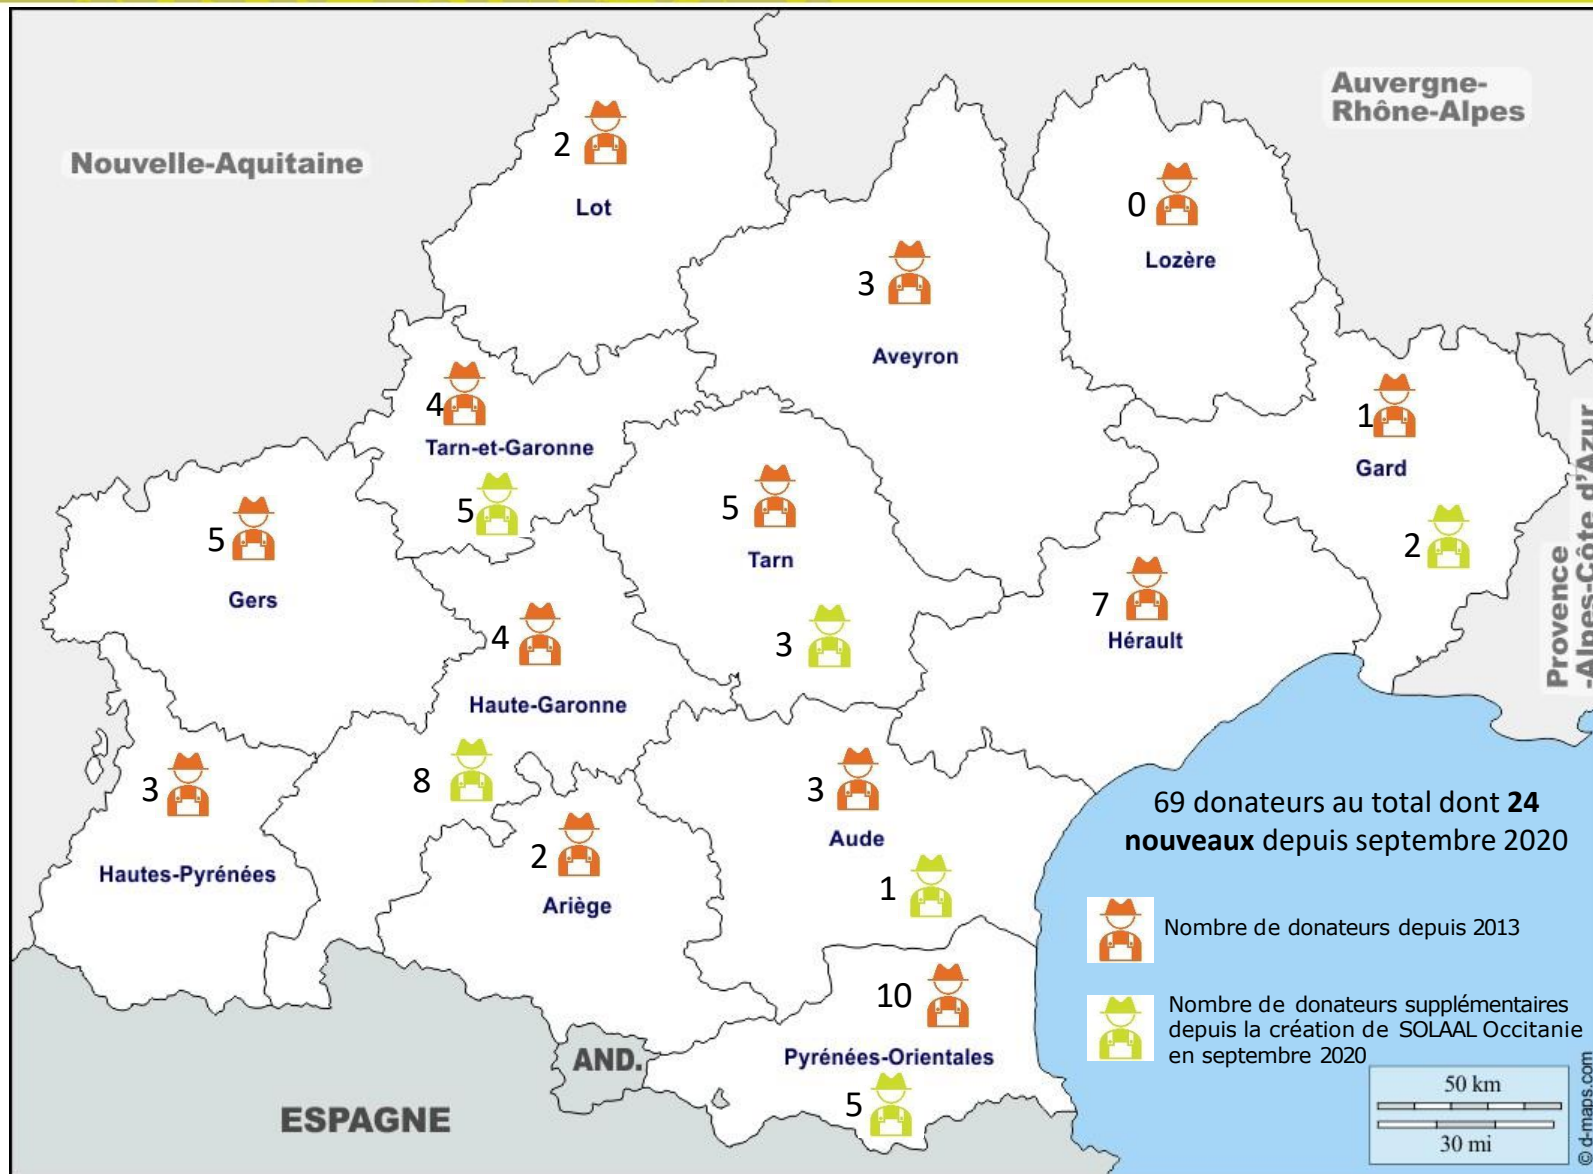 Auvergne-
Rhône-Alpes
Nouvelle-Aquitaine
2
Lot
0
Lozère
3
Aveyron
4
Tarn-et-Garonne
5
1
Gard
2
Provence
-Alpes-Côte d'Azur
5
Gers
5
Tarn
3
7
Hérault
4
Haute-Garonne
8
3
Hautes-Pyrénées
2
Ariège
3
Aude
1
69 donateurs au total dont 24
nouveaux depuis septembre 2020
Nombre de donateurs depuis 2013
Nombre de donateurs supplémentaires
depuis la création de SOLAAL Occitanie
en septembre 2020
10
Pyrénées-Orientales
5
AND.
ESPAGNE
50 km
30 mi
© d-maps.com